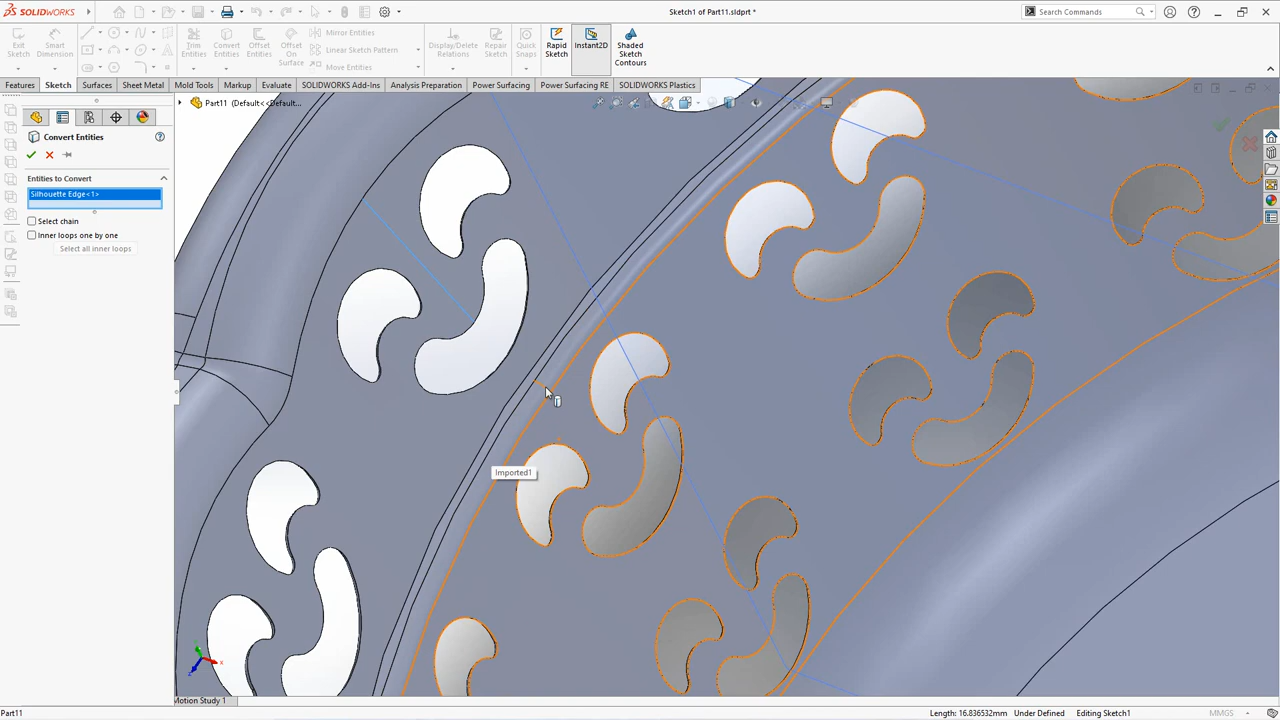 SOLIDWORKS
Sketch1 of Part11.sldprt *
Search Commands
Exit Sketch
Smart Dimension
Trim Entities
Convert Entities
Offset Entities
Offset On Surface
Mirror Entities
Linear Sketch Pattern
Move Entities
Display/Delete Relations
Repair Sketch
Quick Snaps
Rapid Sketch
Instant2D
Shaded Sketch Contours
Features
Sketch
Surfaces
Sheet Metal
Mold Tools
Markup
Evaluate
SOLIDWORKS Add-Ins
Analysis Preparation
Power Surfacing
Power Surfacing RE
SOLIDWORKS Plastics
Part11 (Default<<Default...
Convert Entities
Entities to Convert
Silhouette Edge<1>
Select chain
Inner loops one by one
Select all inner loops
Imported1
Motion Study 1
Part11
Length: 16.836532mm
Under Defined
Editing Sketch1
MMGS